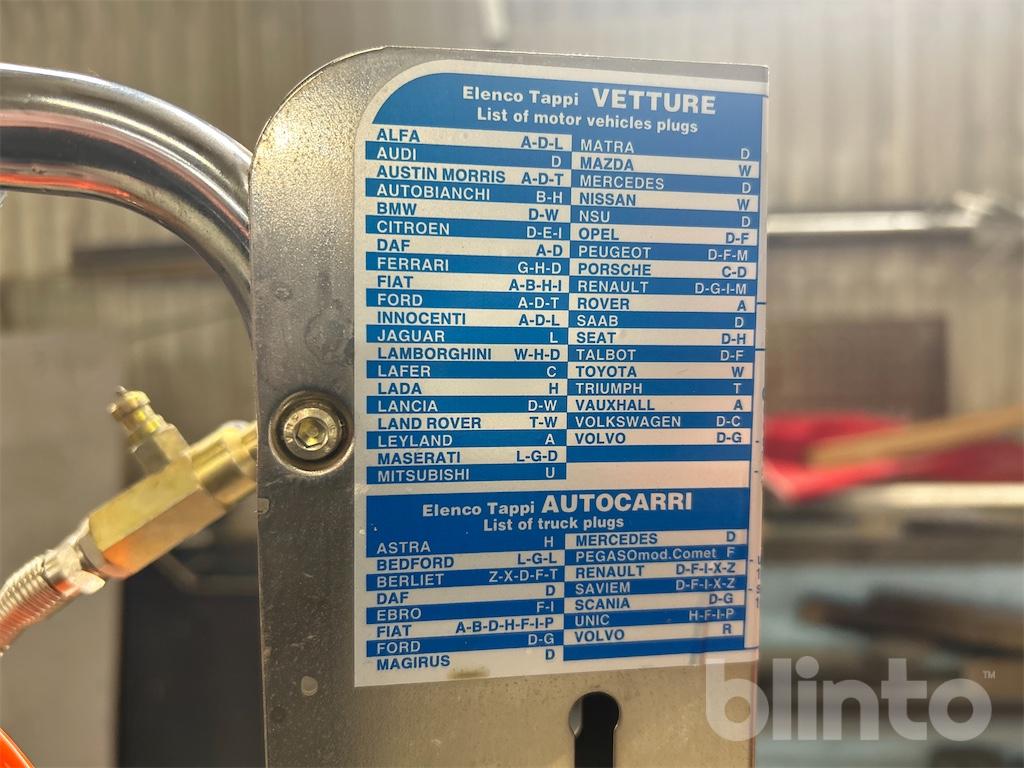 Elenco Tappi VETTURE
List of motor vehicles plugs
ALFA A-D-L
AUDI D
AUSTIN MORRIS A-D-T
AUTOBIANCHI B-H
BMW D-W
CITROEN D-E-I
DAF A-D
FERRARI G-H-D
FIAT A-B-H-I
FORD A-D-T
INNOCENTI A-D-L
JAGUAR L
LAMBORGHINI W-H-D
LAFER C
LADA H
LANCIA D-W
LAND ROVER T-W
LEYLAND A
MASERATI L-G-D
MITSUBISHI U
MATRA D
MAZDA W
MERCEDES D
NISSAN W
NSU D
OPEL D-F
PEUGEOT D-F-M
PORSCHE C-D
RENAULT D-G-I-M
ROVER A
SAAB D
SEAT D-H
TALBOT D-F
TOYOTA W
TRIUMPH T
VAUXHALL A
VOLKSWAGEN D-C
VOLVO D-G
Elenco Tappi AUTOCARRI
List of truck plugs
ASTRA H
BEDFORD L-G-L
BERLIET Z-X-D-F-T
DAF D
EBRO F-I
FIAT A-B-D-H-F-I-P
FORD D-G
MAGIRUS D
MERCEDES D
PEGASOmod.Comet F
RENAULT D-F-I-X-Z
SAVIEM D-F-I-X-Z
SCANIA D-G
UNIC H-F-I-P
VOLVO R
blinto™